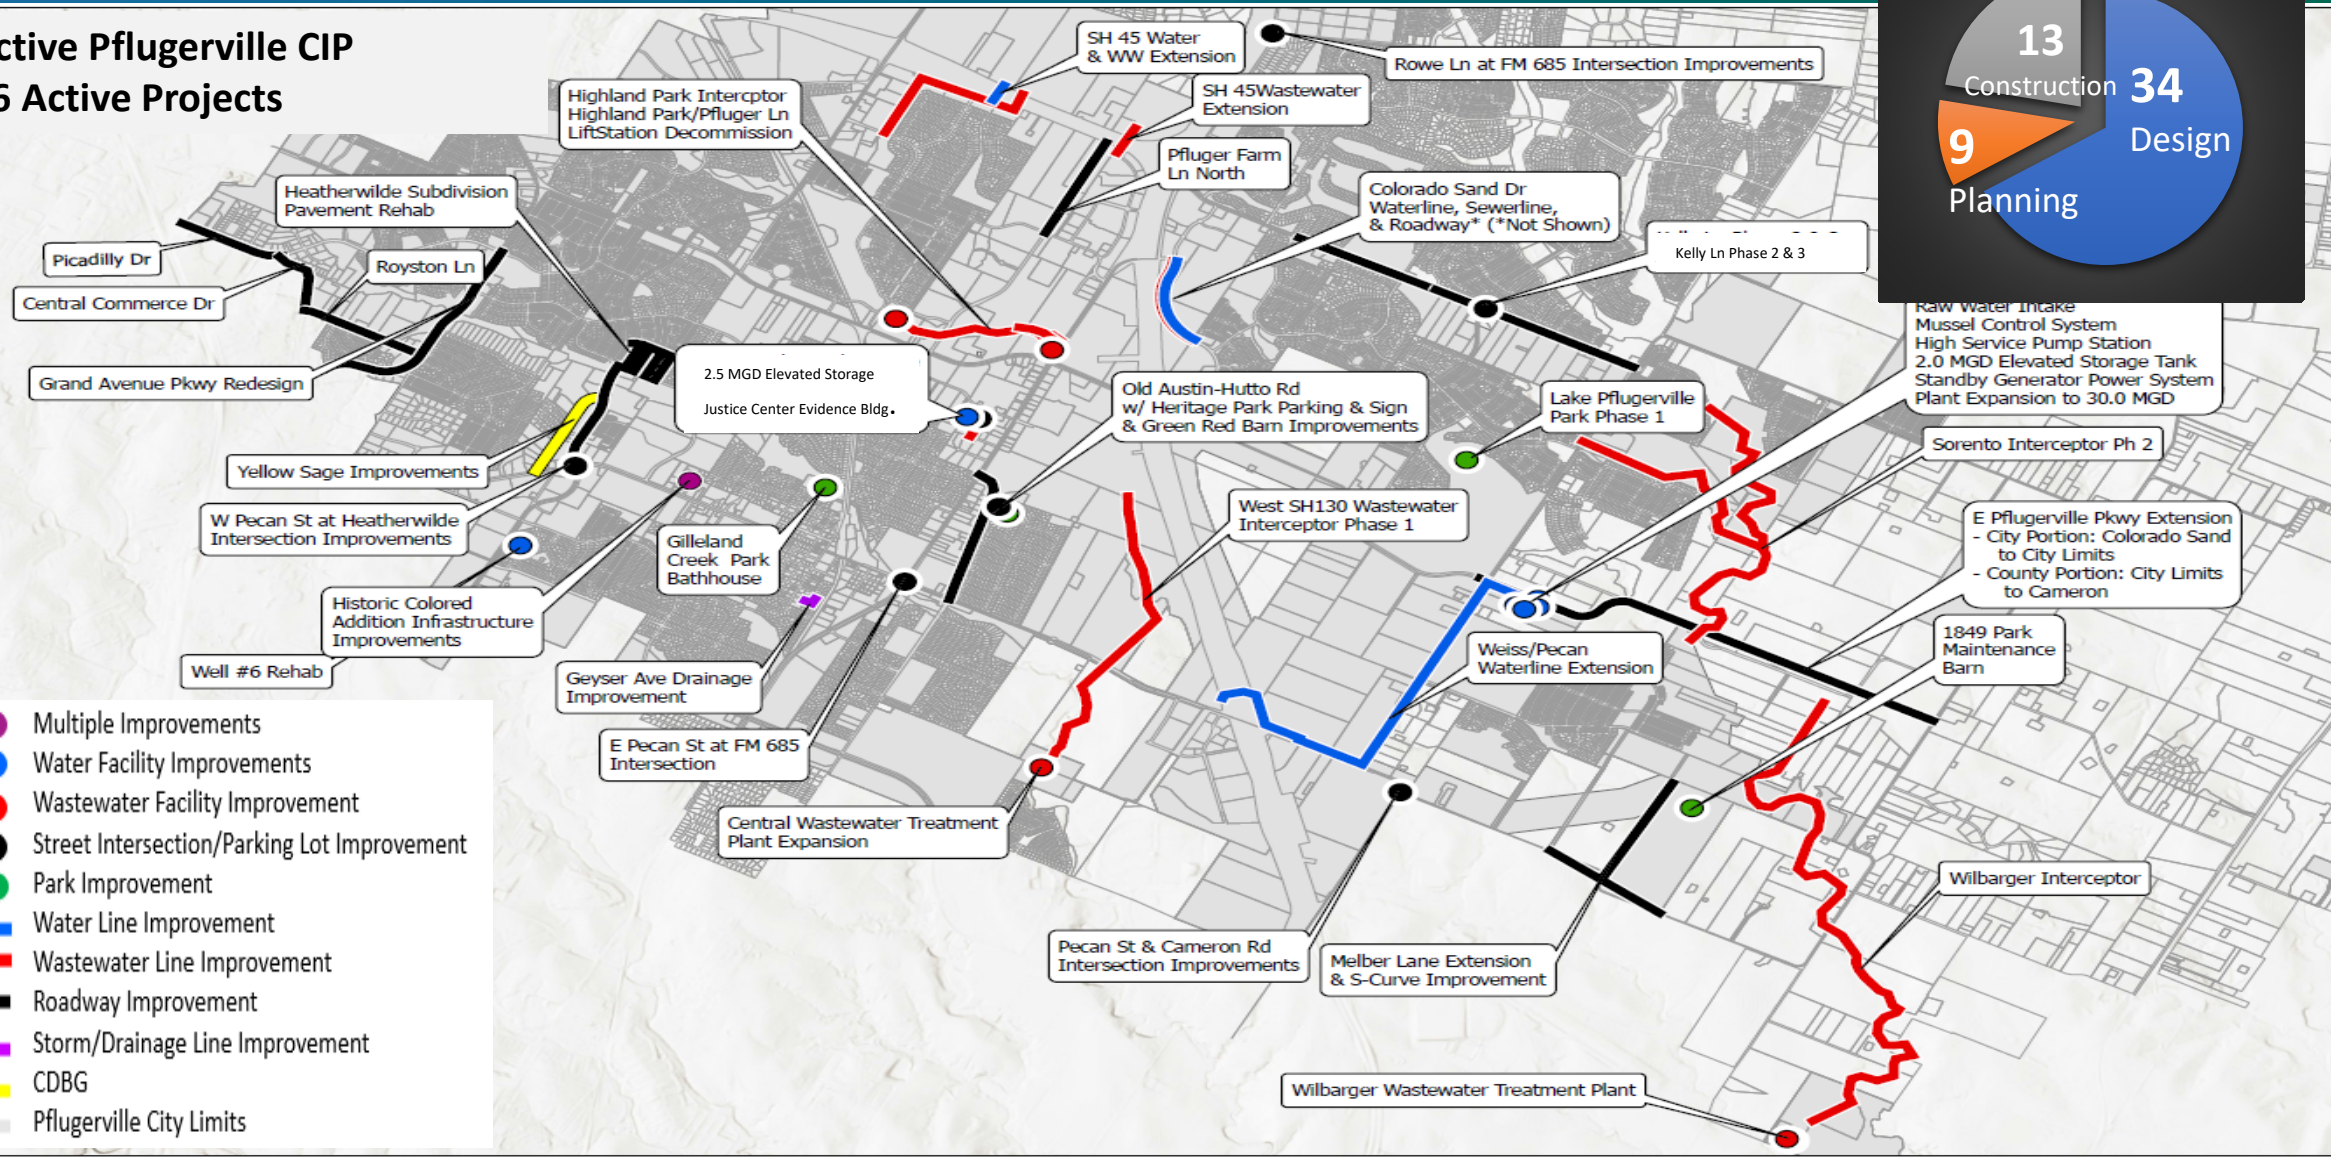 ctive Pflugerville CIP
6 Active Projects
13
Construction
34
Design
9
Planning
SH 45 Water
& WW Extension
Rowe Ln at FM 685 Intersection Improvements
Highland Park Intercptor
Highland Park/Pfluger Ln
LiftStation Decommission
SH 45Wastewater
Extension
Pfluger Farm
Ln North
Heatherwilde Subdivision
Pavement Rehab
Colorado Sand Dr
Waterline, Sewerline,
& Roadway* (*Not Shown)
Kelly Ln Phase 2 & 3
Picadilly Dr
Royston Ln
Central Commerce Dr
Grand Avenue Pkwy Redesign
2.5 MGD Elevated Storage
Justice Center Evidence Bldg.
Old Austin-Hutto Rd
w/ Heritage Park Parking & Sign
& Green Red Barn Improvements
Lake Pflugerville
Park Phase 1
Raw Water Intake
Mussel Control System
High Service Pump Station
2.0 MGD Elevated Storage Tank
Standby Generator Power System
Plant Expansion to 30.0 MGD
Sorento Interceptor Ph 2
Yellow Sage Improvements
W Pecan St at Heatherwilde
Intersection Improvements
Gilleland
Creek Park
Bathhouse
West SH130 Wastewater
Interceptor Phase 1
E Pflugerville Pkwy Extension
- City Portion: Colorado Sand
to City Limits
- County Portion: City Limits
to Cameron
Historic Colored
Addition Infrastructure
Improvements
Well #6 Rehab
Geyser Ave Drainage
Improvement
Weiss/Pecan
Waterline Extension
1849 Park
Maintenance
Barn
E Pecan St at FM 685
Intersection
Central Wastewater Treatment
Plant Expansion
Wilbarger Interceptor
Pecan St & Cameron Rd
Intersection Improvements
Melber Lane Extension
& S-Curve Improvement
Wilbarger Wastewater Treatment Plant
Multiple Improvements
Water Facility Improvements
Wastewater Facility Improvement
Street Intersection/Parking Lot Improvement
Park Improvement
Water Line Improvement
Wastewater Line Improvement
Roadway Improvement
Storm/Drainage Line Improvement
CDBG
Pflugerville City Limits